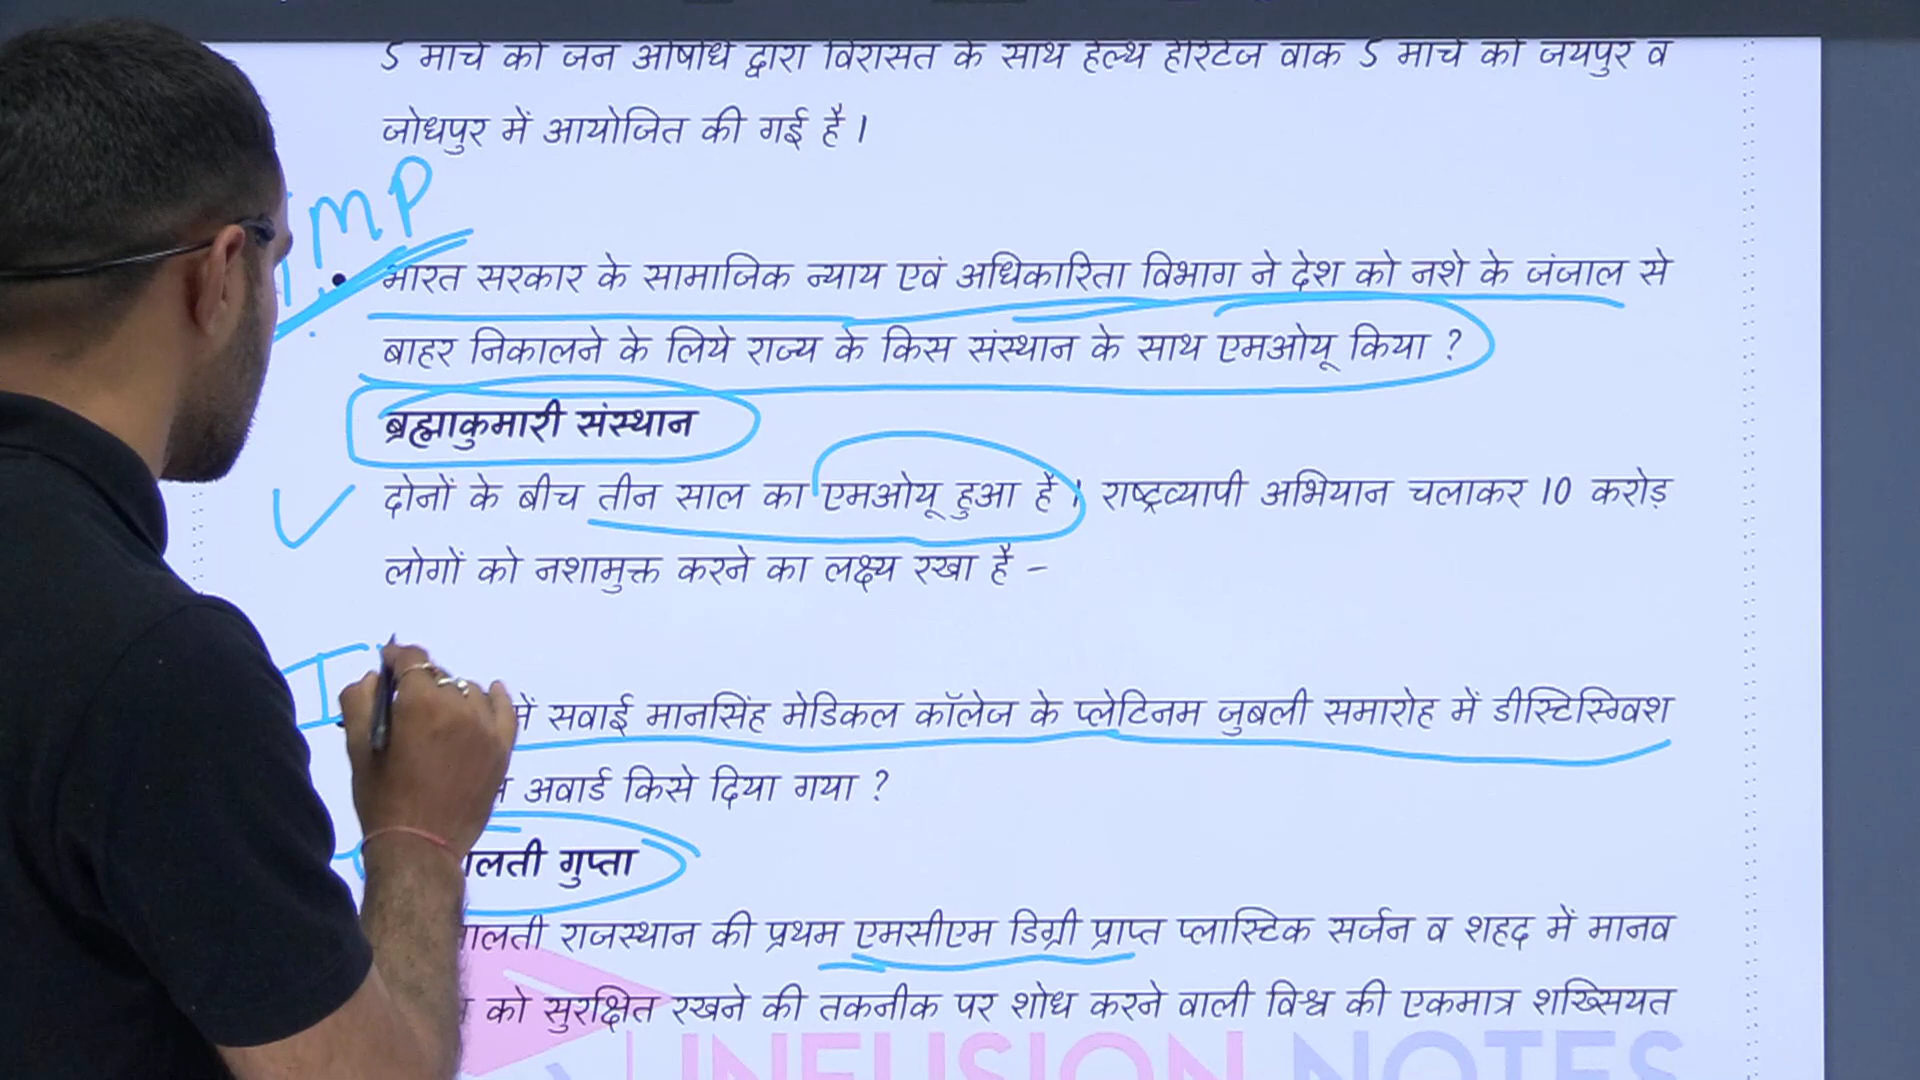 5 मार्च को जन औषधि द्वारा विरासत के साथ हेल्थ हेरिटेज वाक 5 मार्च को जयपुर व
जोधपुर में आयोजित की गई है।
IMP
• भारत सरकार के सामाजिक न्याय एवं अधिकारिता विभाग ने देश को नशे के जंजाल से
बाहर निकालने के लिये राज्य के किस संस्थान के साथ एमओयू किया ?
ब्रह्माकुमारी संस्थान
दोनों के बीच तीन साल का एमओयू हुआ है। राष्ट्रव्यापी अभियान चलाकर 10 करोड़
लोगों को नशामुक्त करने का लक्ष्य रखा है -
में सवाई मानसिंह मेडिकल कॉलेज के प्लेटिनम जुबली समारोह में डीस्टिस्ग्विश
अवार्ड किसे दिया गया ?
गुप्ता
राजस्थान की प्रथम एमसीएम डिग्री प्राप्त प्लास्टिक सर्जन व शहद में मानव
को सुरक्षित रखने की तकनीक पर शोध करने वाली विश्व की एकमात्र शख्सियत
INFUSION NOTES